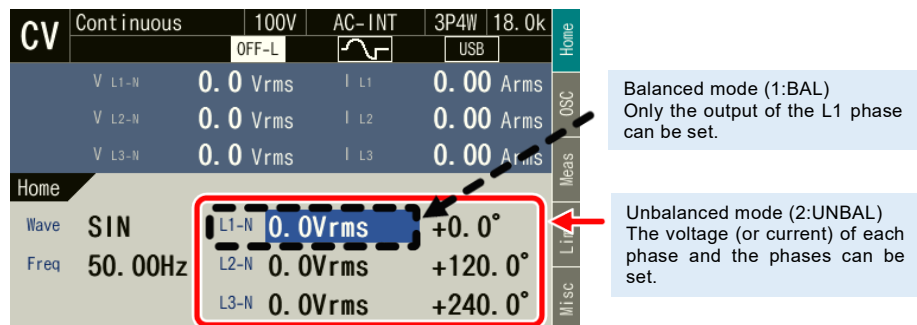 CV Continuous 100V AC-INT 3P4W 18.0k
OFF-L USB
V L1-N 0.0 Vrms I L1 0.00 Arms
V L2-N 0.0 Vrms I L2 0.00 Arms
V L3-N 0.0 Vrms I L3 0.00 Arms
Home
Wave SIN L1-N 0.0Vrms +0.0°
Freq 50.00Hz L2-N 0.0Vrms +120.0°
L3-N 0.0Vrms +240.0°
Home
OSC
Meas
Misc
Balanced mode (1:BAL)
Only the output of the L1 phase
can be set.
Unbalanced mode (2:UNBAL)
The voltage (or current) of each
phase and the phases can be
set.